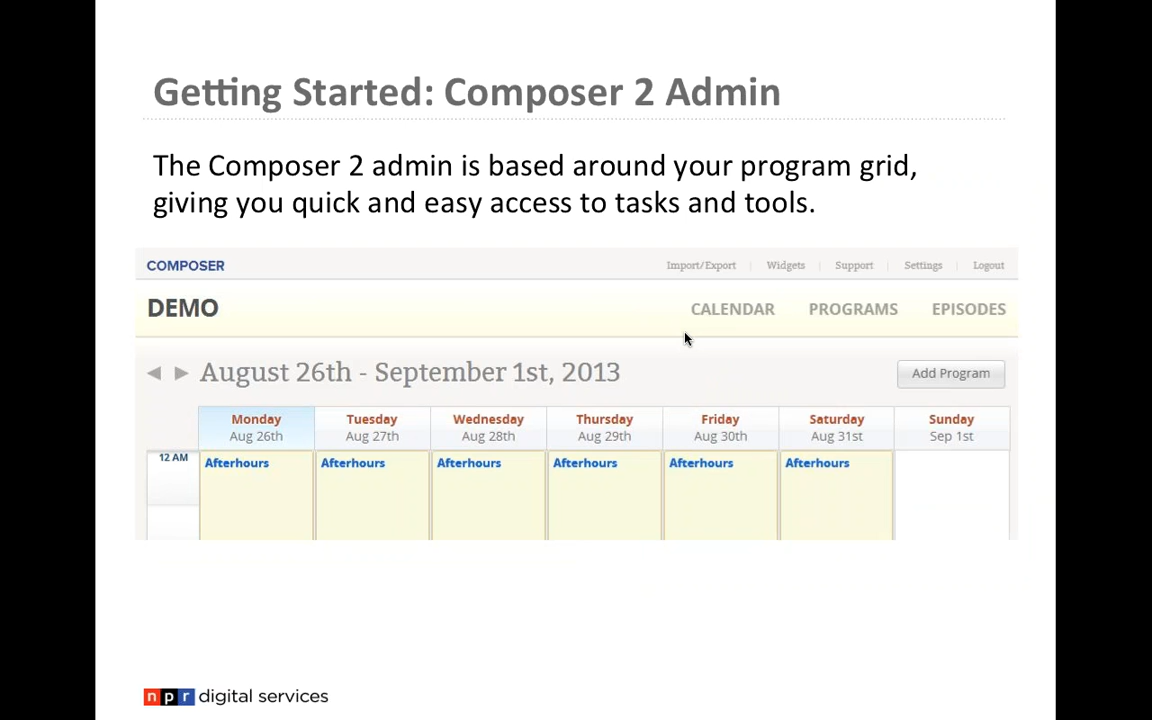 Getting Started: Composer 2 Admin
The Composer 2 admin is based around your program grid,
giving you quick and easy access to tasks and tools.
COMPOSER Import/Export Widgets Support Settings Logout
DEMO CALENDAR PROGRAMS EPISODES
August 26th - September 1st, 2013 Add Program
Monday Tuesday Wednesday Thursday Friday Saturday Sunday
Aug 26th Aug 27th Aug 28th Aug 29th Aug 30th Aug 31st Sep 1st
12 AM Afterhours Afterhours Afterhours Afterhours Afterhours Afterhours
npr digital services